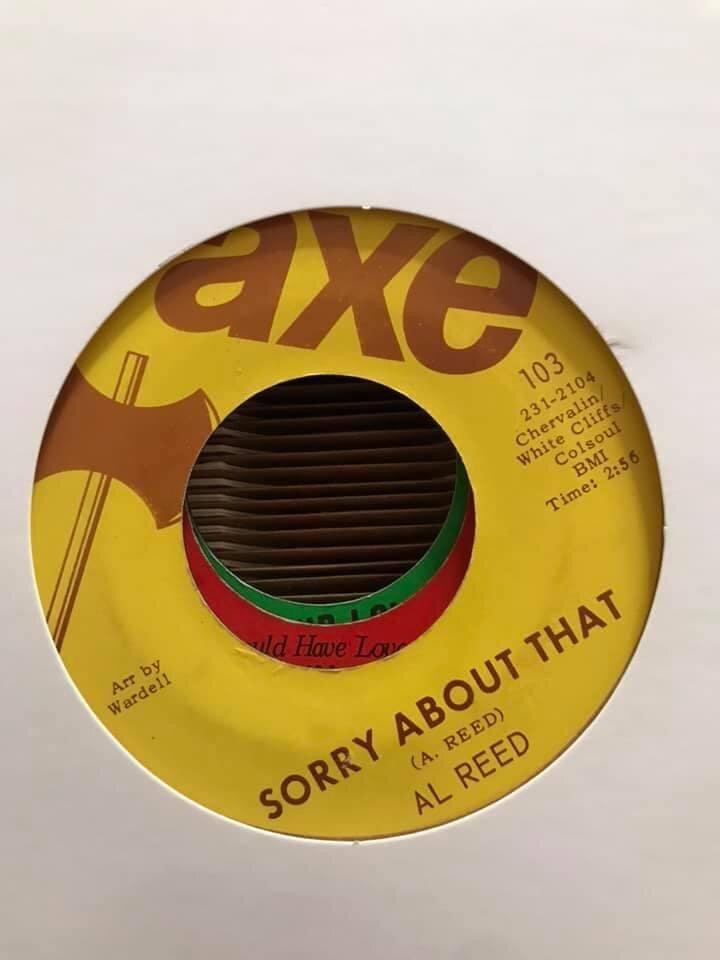 axe
103
231-2104
Chervalin/
White Cliffs/
Colsoul
BMI
Time: 2:56
Arr by
Wardell
SORRY ABOUT THAT
(A. REED)
AL REED
Have